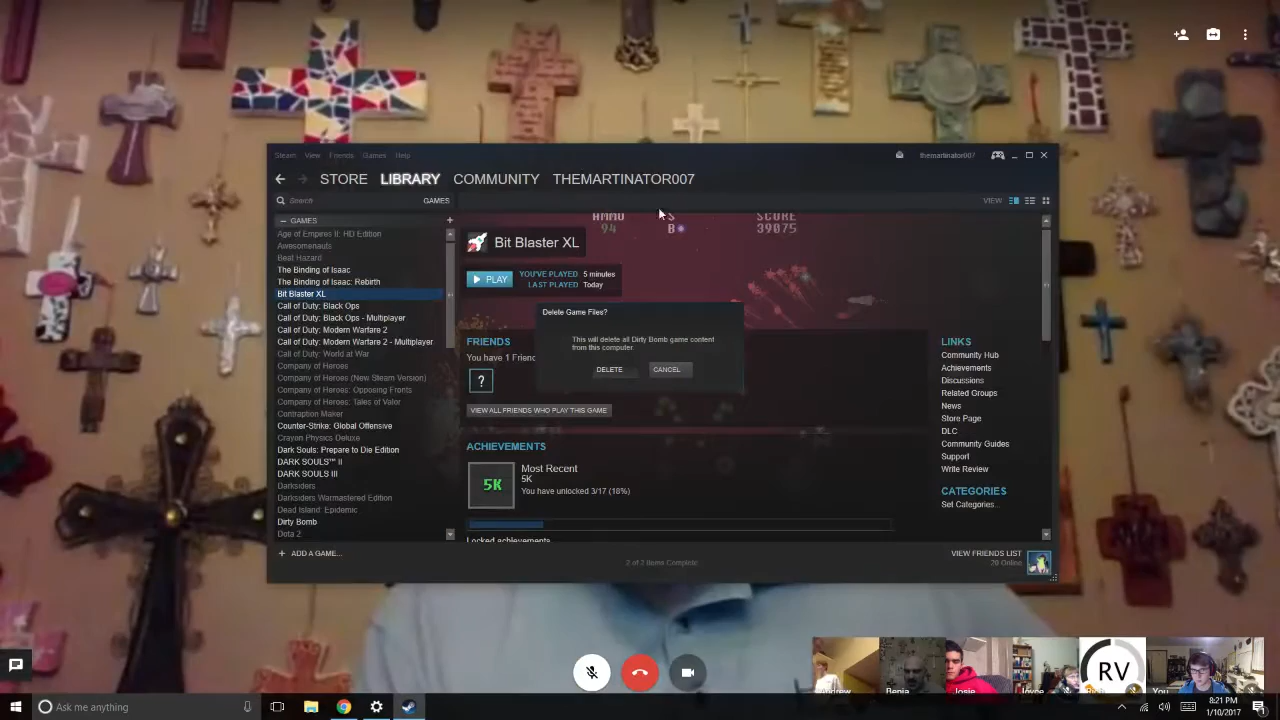 Steam View Friends Games Help
themartinator007
STORE LIBRARY COMMUNITY THEMARTINATOR007
Search
GAMES
VIEW
— GAMES +
Age of Empires II: HD Edition
Awesomenauts
Beat Hazard
The Binding of Isaac
The Binding of Isaac: Rebirth
Bit Blaster XL
Call of Duty: Black Ops
Call of Duty: Black Ops - Multiplayer
Call of Duty: Modern Warfare 2
Call of Duty: Modern Warfare 2 - Multiplayer
Call of Duty: World at War
Company of Heroes
Company of Heroes (New Steam Version)
Company of Heroes: Opposing Fronts
Company of Heroes: Tales of Valor
Contraption Maker
Counter-Strike: Global Offensive
Crayon Physics Deluxe
Dark Souls: Prepare to Die Edition
DARK SOULS™ II
DARK SOULS III
Darksiders
Darksiders Warmastered Edition
Dead Island: Epidemic
Dirty Bomb
Dota 2
+ ADD A GAME...
AMMO
94
S
B
SCORE
39075
Bit Blaster XL
PLAY
YOU'VE PLAYED 5 minutes
LAST PLAYED Today
Delete Game Files?
This will delete all Dirty Bomb game content
from this computer.
DELETE CANCEL
FRIENDS
You have 1 Frien
?
VIEW ALL FRIENDS WHO PLAY THIS GAME
ACHIEVEMENTS
5K
Most Recent
5K
You have unlocked 3/17 (18%)
Locked achievements
LINKS
Community Hub
Achievements
Discussions
Related Groups
News
Store Page
DLC
Community Guides
Support
Write Review
CATEGORIES
Set Categories...
2 of 2 Items Complete
VIEW FRIENDS LIST
20 Online
Andrew
Josie
RV
You
Ask me anything
8:21 PM
1/10/2017